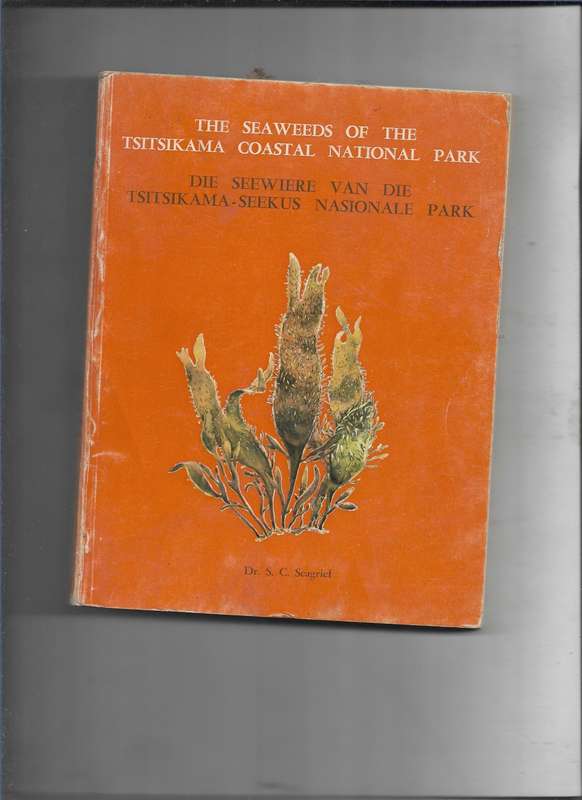 THE SEAWEEDS OF THE
TSITSIKAMA COASTAL NATIONAL PARK
DIE SEEWIERE VAN DIE
TSITSIKAMA-SEEKUS NASIONALE PARK
Dr. S. C. Seagrief